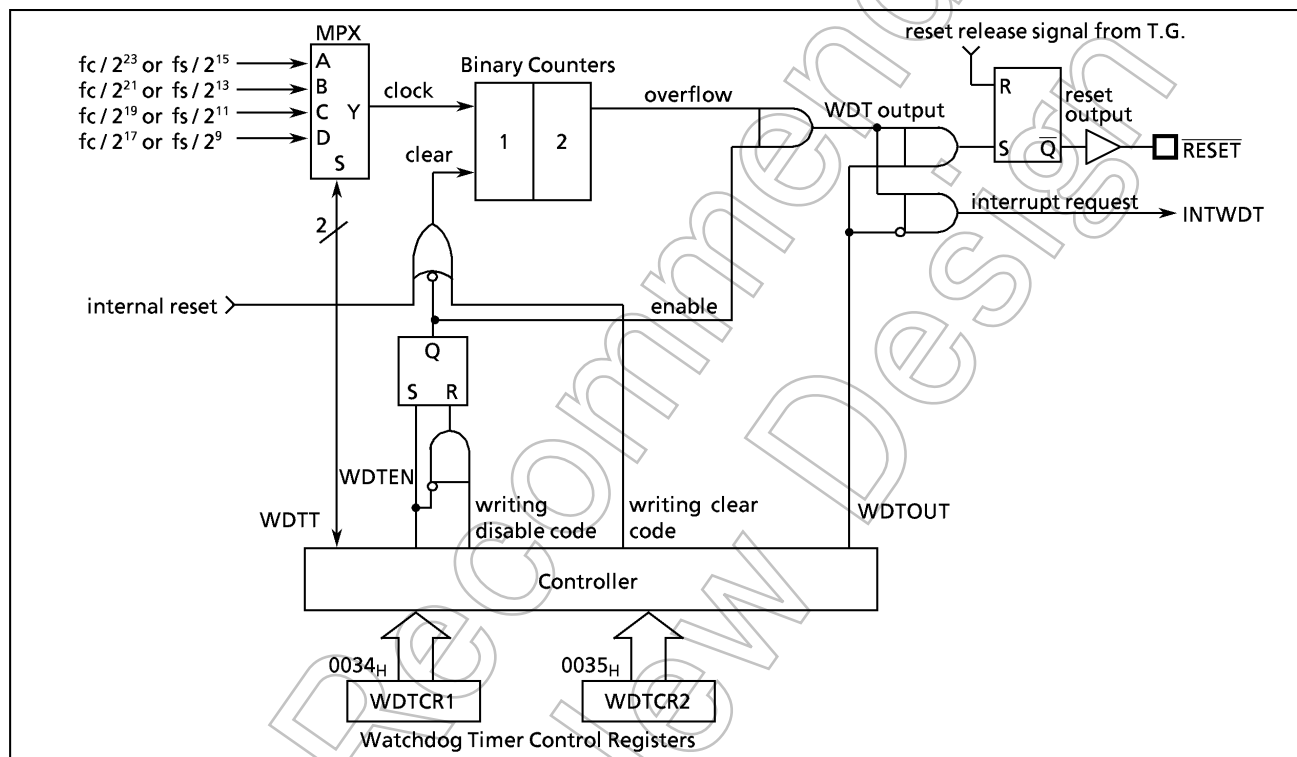 MPX
reset release signal from T.G.
fc / 2²³ or fs / 2¹⁵
fc / 2²¹ or fs / 2¹³
fc / 2¹⁹ or fs / 2¹¹
fc / 2¹⁷ or fs / 2⁹
A
B
C
D
Y
S
clock
Binary Counters
1
2
clear
overflow
WDT output
R
S
Q̅
reset
output
R̅E̅S̅E̅T̅
interrupt request
INTWDT
2
internal reset
enable
Q
S R
WDTT
WDTEN
writing
disable code
writing clear
code
WDTOUT
Controller
0034H
WDTCR1
0035H
WDTCR2
Watchdog Timer Control Registers
Recommend
New Design